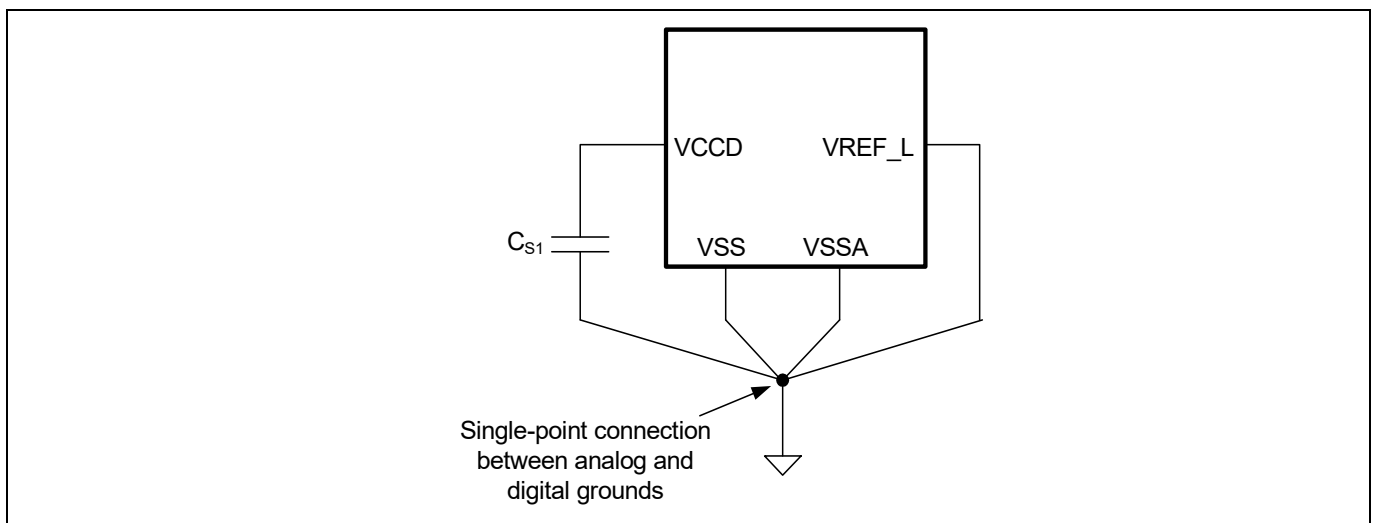 VCCD
VREF_L
CS1
VSS
VSSA
Single-point connection
between analog and
digital grounds